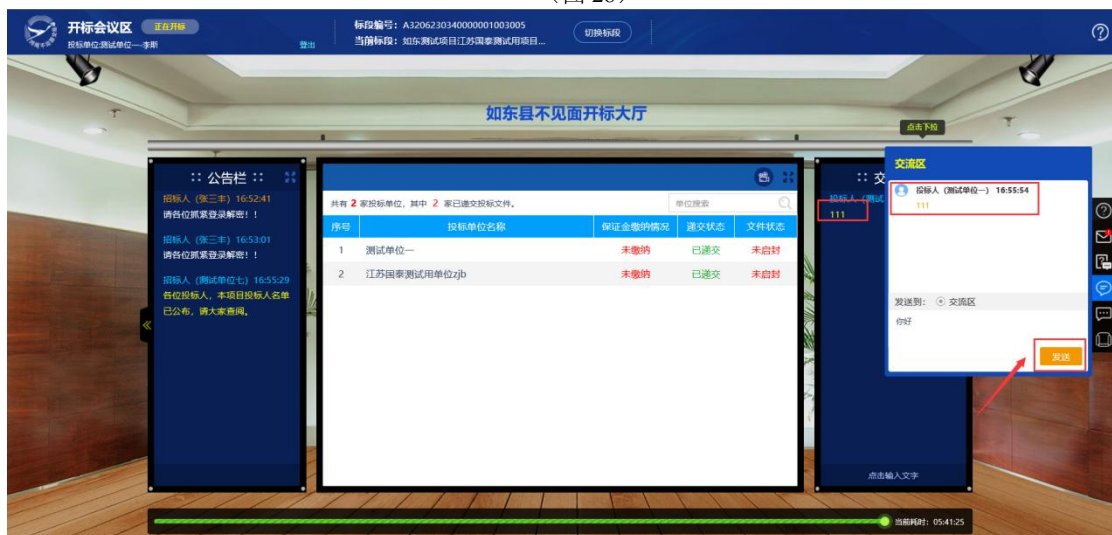 开标会议区 正在开标
投标单位:测试单位一---李斯 登出
标段编号：A3206230340000001003005
当前标段：如东测试项目江苏国泰测试用项目...
切换标段
如东县不见面开标大厅
点击下拉
:: 公告栏 ::
招标人（张三丰）16:52:41
请各位抓紧登录解密！！
招标人（张三丰）16:53:01
请各位抓紧登录解密！！
招标人（测试单位七）16:55:29
各位投标人，本项目投标人名单
已公布，请大家查阅。
共有 2 家投标单位，其中 2 家已递交投标文件。
单位搜索
序号 投标单位名称 保证金缴纳情况 递交状态 文件状态
1 测试单位一 未缴纳 已递交 未启封
2 江苏国泰测试用单位zjb 未缴纳 已递交 未启封
:: 交
投标人（测试
111
点击输入文字
交流区
投标人（测试单位一）16:55:54
111
发送到： 交流区
你好
发送
当前耗时：05:41:25